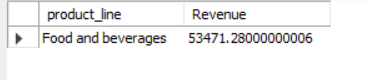 product_line Revenue
Food and beverages 53471.28000000006